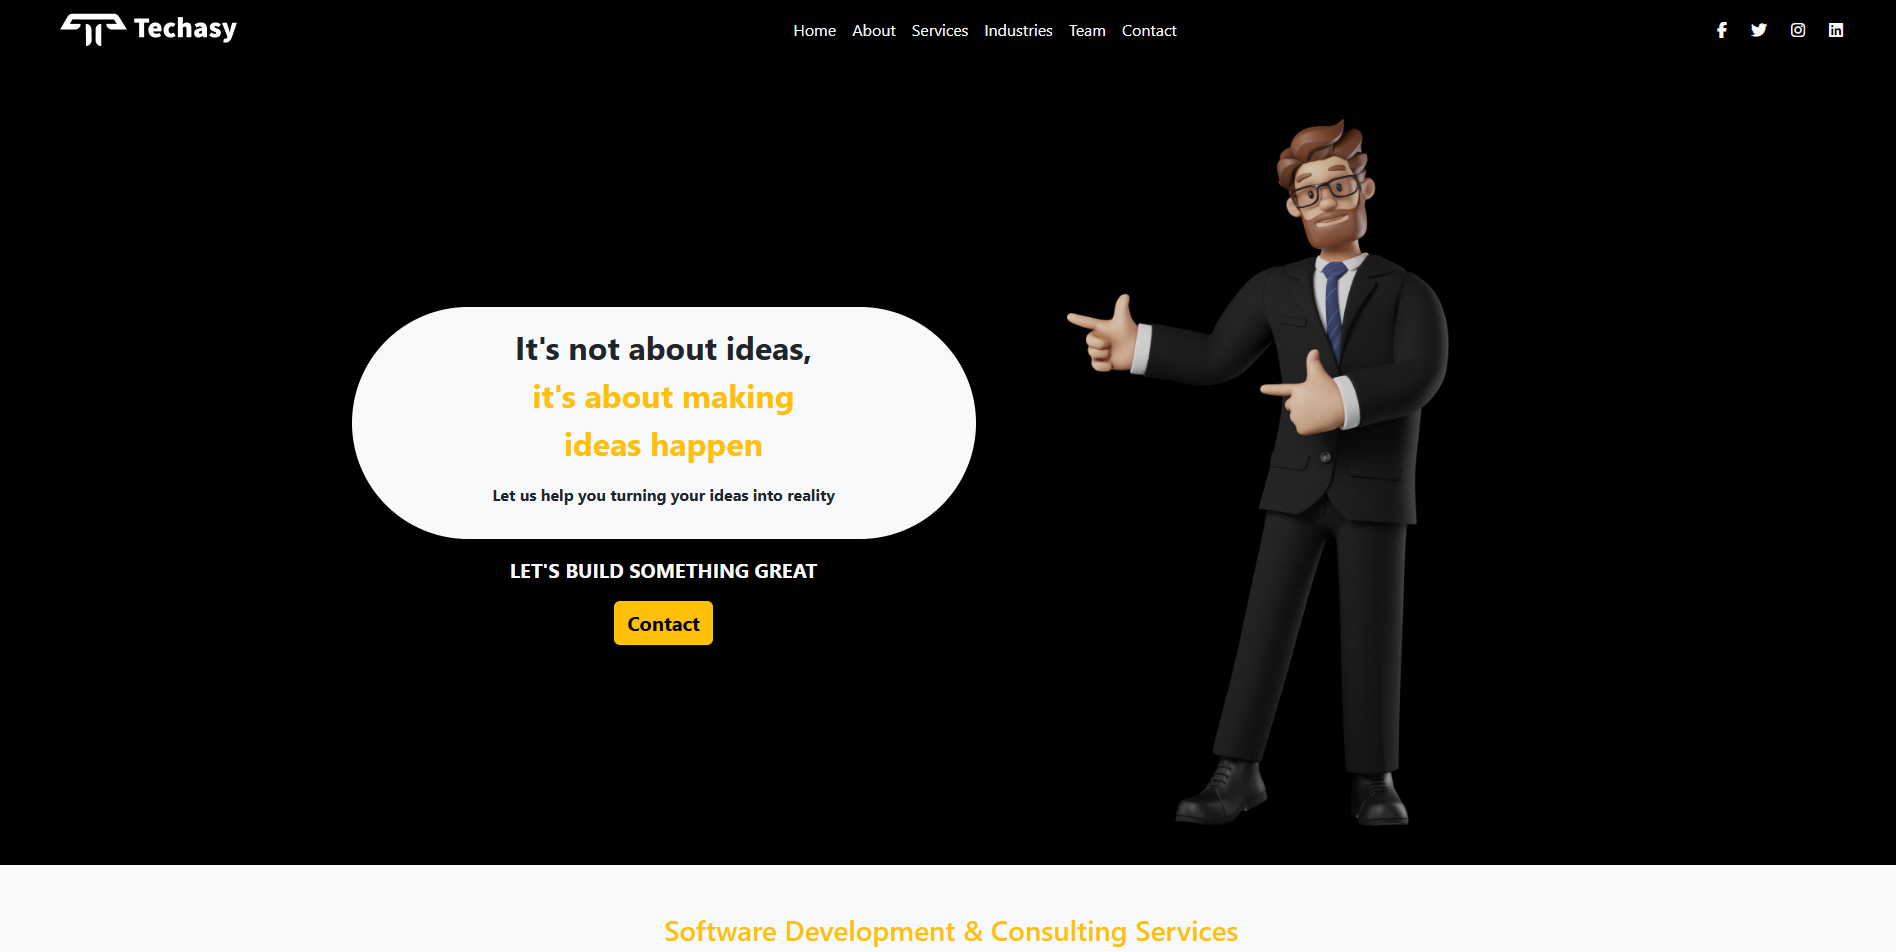 Techasy
Home About Services Industries Team Contact
It's not about ideas,
it's about making
ideas happen
Let us help you turning your ideas into reality
LET'S BUILD SOMETHING GREAT
Contact
Software Development & Consulting Services